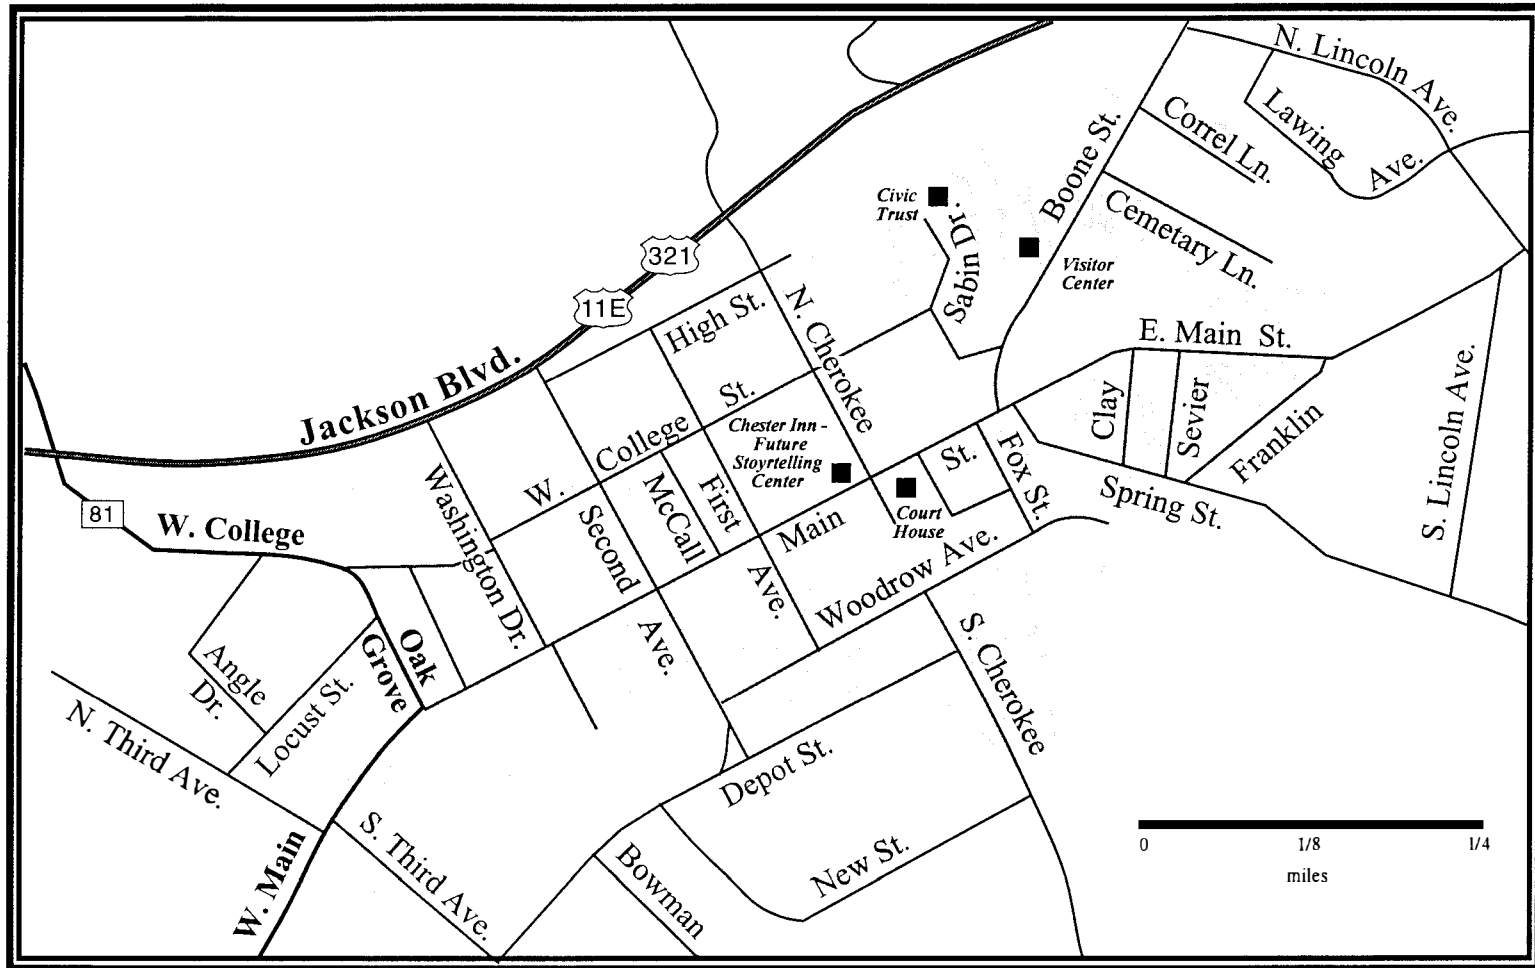 N. Lincoln Ave.
Lawing
Ave.
Correl Ln.
Boone St.
Cemetary Ln.
Civic
Trust
Sabin Dr.
Visitor
Center
321
11E
High St.
N. Cherokee
E. Main St.
Jackson Blvd.
Clay
Sevier
Franklin
S. Lincoln Ave.
W. College St.
Chester Inn -
Future
Stoyrtelling
Center
Main St.
Fox St.
Spring St.
Court
House
81
W. College
Washington Dr.
Second
Ave.
McCall
First
Ave.
Woodrow Ave.
Oak
Grove
Angle
Dr.
Locust St.
N. Third Ave.
S. Cherokee
Depot St.
S. Third Ave.
W. Main
Bowman
New St.
0 1/8 1/4
miles